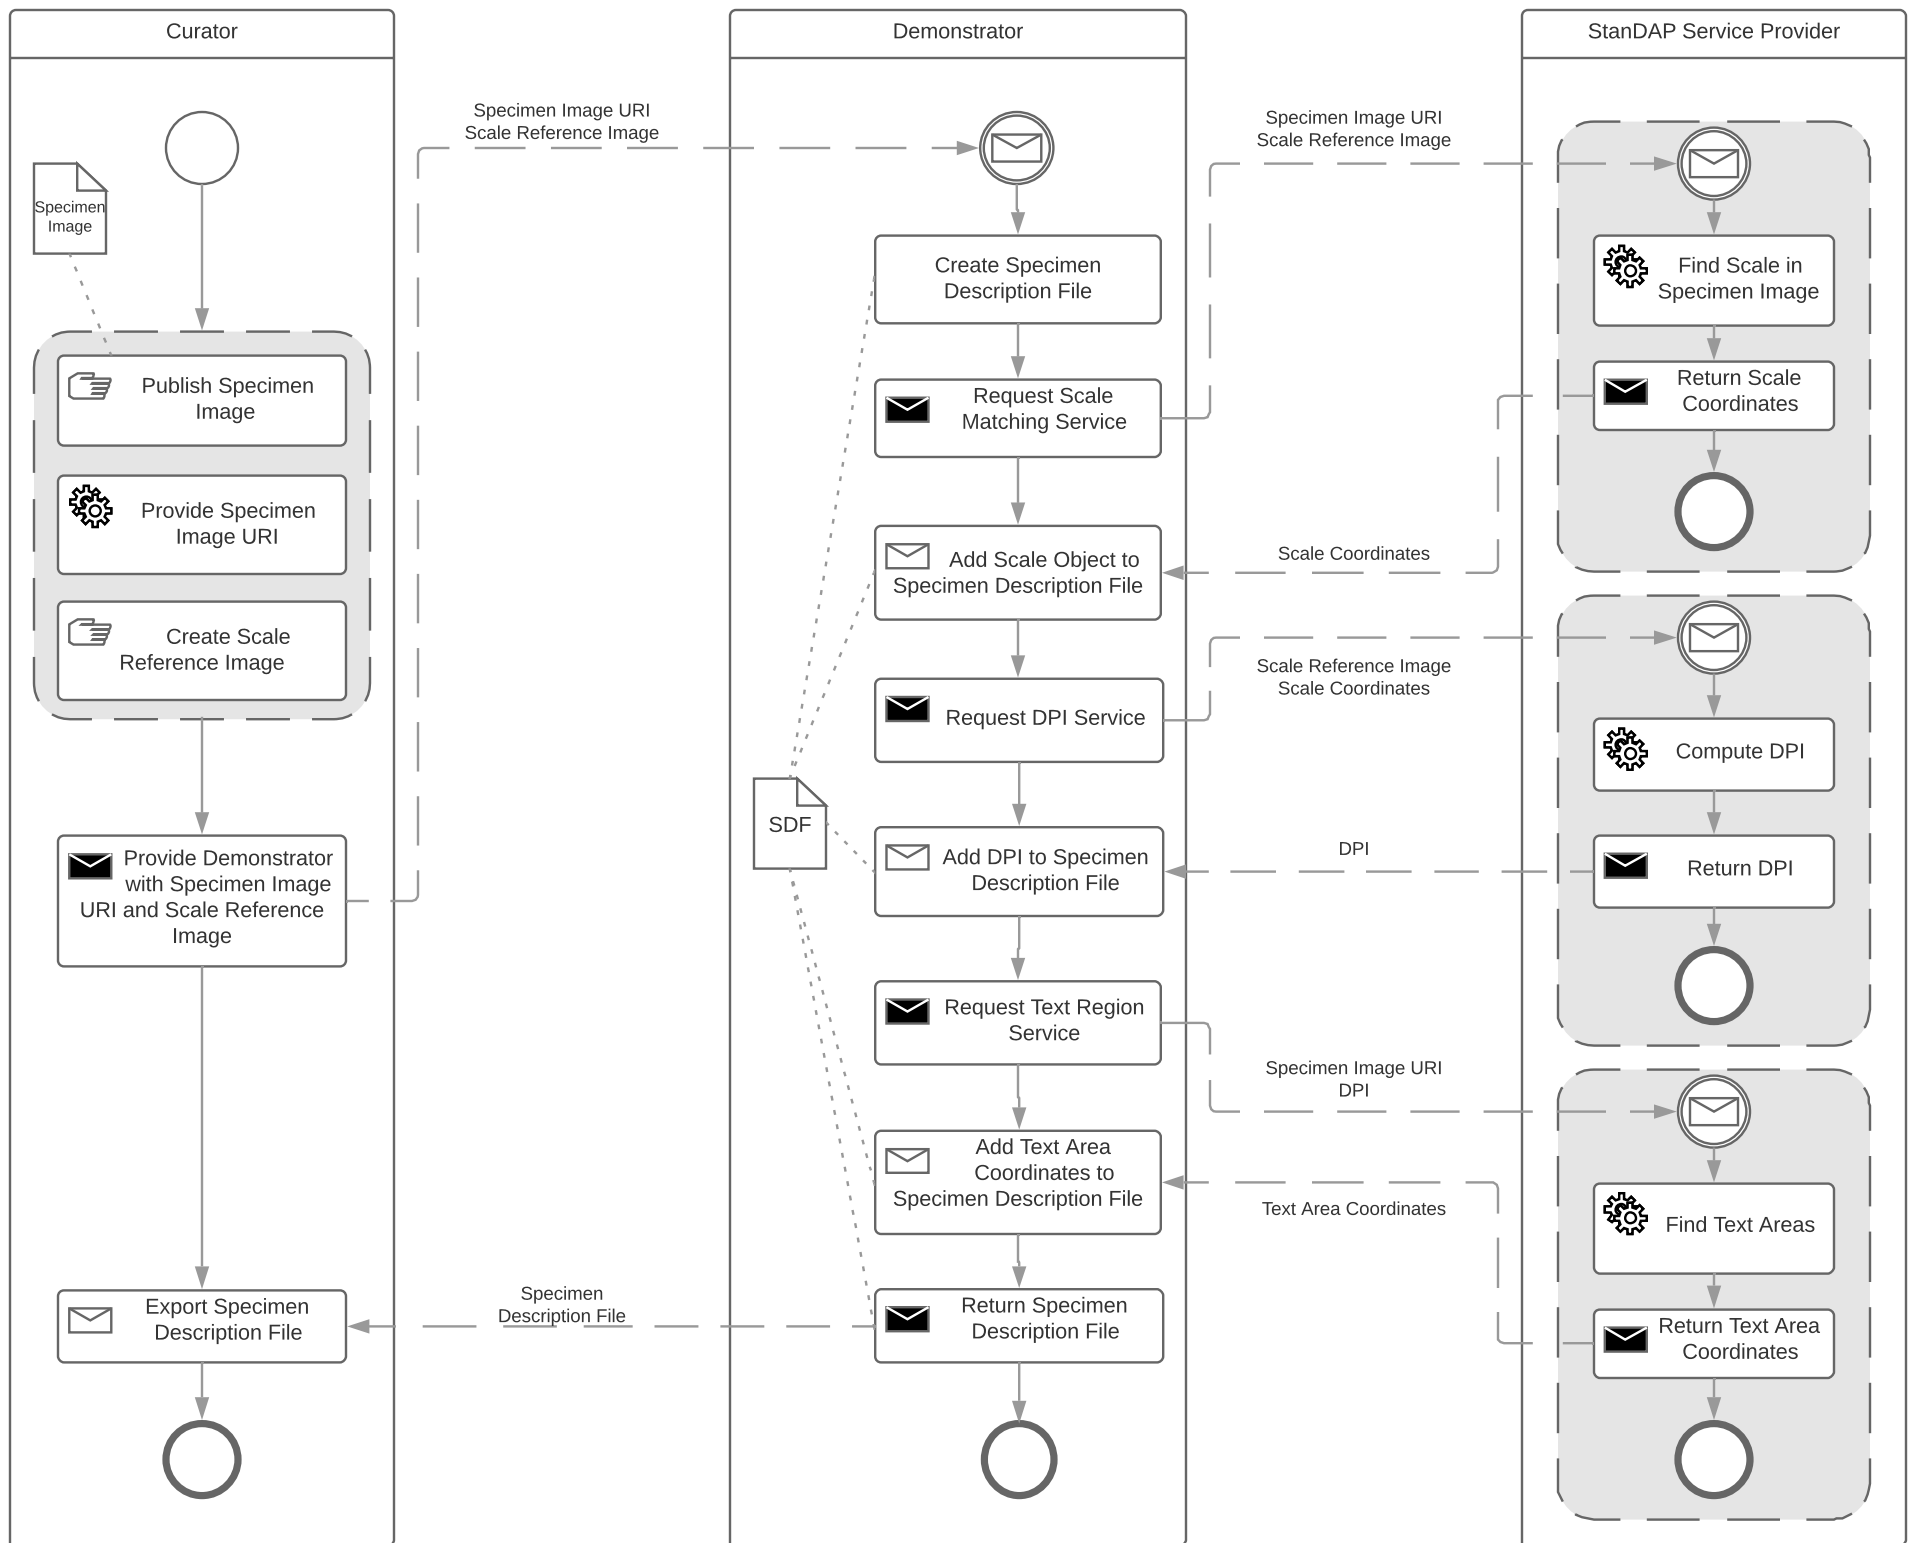 Curator
Specimen
Image
Publish Specimen
Image
Provide Specimen
Image URI
Create Scale
Reference Image
Provide Demonstrator
with Specimen Image
URI and Scale Reference
Image
Export Specimen
Description File
Specimen Image URI
Scale Reference Image
Specimen
Description File
Demonstrator
Create Specimen
Description File
Request Scale
Matching Service
Add Scale Object to
Specimen Description File
Request DPI Service
SDF
Add DPI to Specimen
Description File
Request Text Region
Service
Add Text Area
Coordinates to
Specimen Description File
Return Specimen
Description File
Specimen Image URI
Scale Reference Image
Scale Coordinates
Scale Reference Image
Scale Coordinates
DPI
Specimen Image URI
DPI
Text Area Coordinates
StanDAP Service Provider
Find Scale in
Specimen Image
Return Scale
Coordinates
Compute DPI
Return DPI
Find Text Areas
Return Text Area
Coordinates